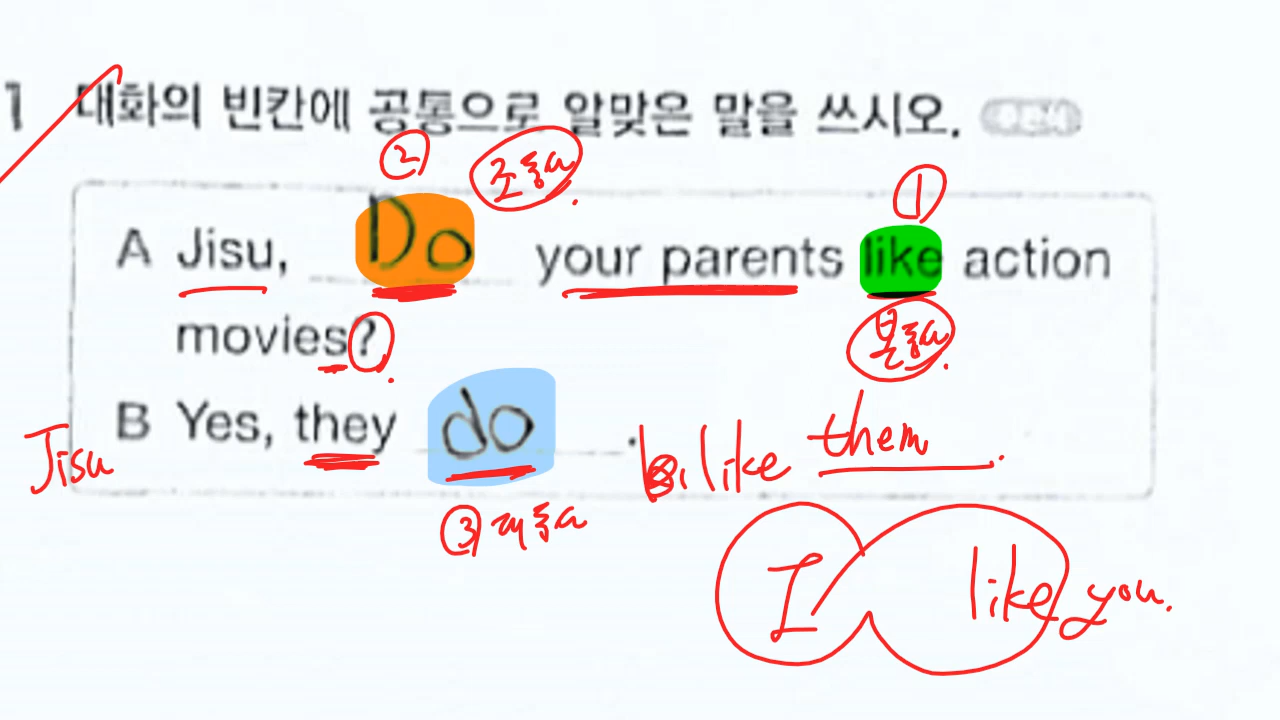 1 대화의 빈칸에 공통으로 알맞은 말을 쓰시오.
② 조동사 ①
A Jisu, Do your parents like action
movies? 본동사
B Yes, they do. like them.
Jisu
③ 대동사
I like you.